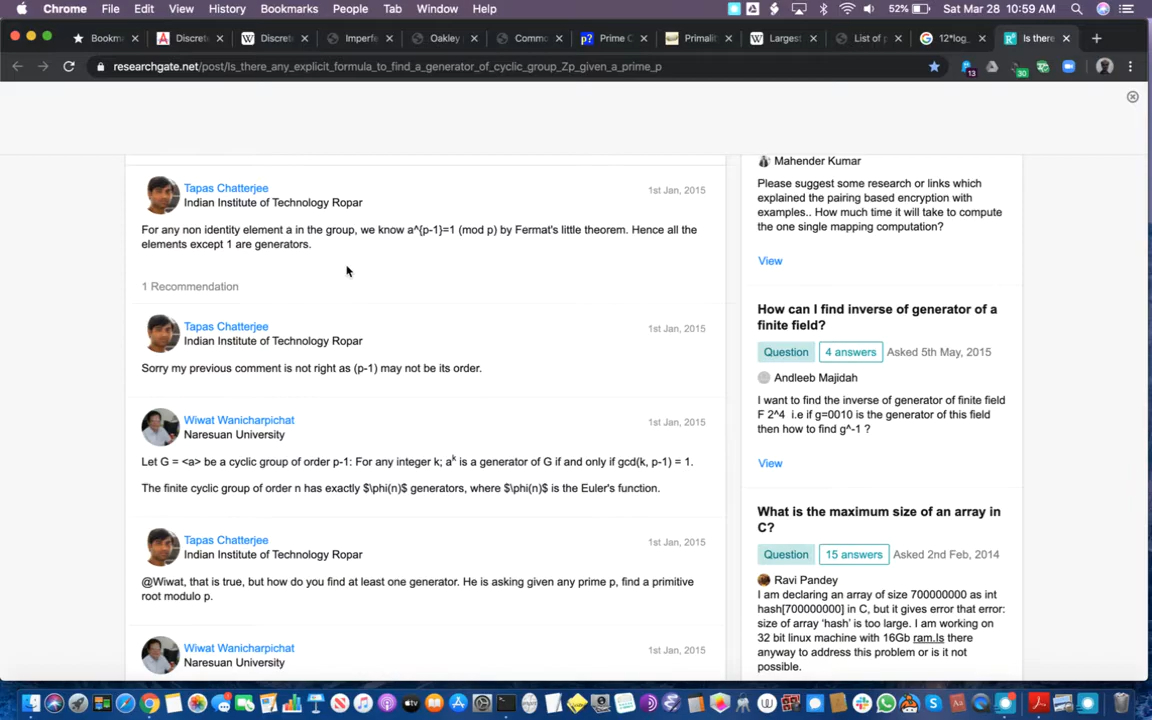 Chrome File Edit View History Bookmarks People Tab Window Help 52% Sat Mar 28 10:59 AM
Bookm Discret Discret Imperfe Oakley Commo Prime C Primali Largest List of p 12*log_ Is there
researchgate.net/post/Is_there_any_explicit_formula_to_find_a_generator_of_cyclic_group_Zp_given_a_prime_p
13
30
Tapas Chatterjee 1st Jan, 2015
Indian Institute of Technology Ropar
For any non identity element a in the group, we know a^{p-1}=1 (mod p) by Fermat's little theorem. Hence all the
elements except 1 are generators.
1 Recommendation
Tapas Chatterjee 1st Jan, 2015
Indian Institute of Technology Ropar
Sorry my previous comment is not right as (p-1) may not be its order.
Wiwat Wanicharpichat 1st Jan, 2015
Naresuan University
Let G = <a> be a cyclic group of order p-1: For any integer k; a^k is a generator of G if and only if gcd(k, p-1) = 1.
The finite cyclic group of order n has exactly $\phi(n)$ generators, where $\phi(n)$ is the Euler's function.
Tapas Chatterjee 1st Jan, 2015
Indian Institute of Technology Ropar
@Wiwat, that is true, but how do you find at least one generator. He is asking given any prime p, find a primitive
root modulo p.
Wiwat Wanicharpichat 1st Jan, 2015
Naresuan University
Mahender Kumar
Please suggest some research or links which
explained the pairing based encryption with
examples.. How much time it will take to compute
the one single mapping computation?
View
How can I find inverse of generator of a
finite field?
Question 4 answers Asked 5th May, 2015
Andleeb Majidah
I want to find the inverse of generator of finite field
F 2^4 i.e if g=0010 is the generator of this field
then how to find g^-1 ?
View
What is the maximum size of an array in
C?
Question 15 answers Asked 2nd Feb, 2014
Ravi Pandey
I am declaring an array of size 700000000 as int
hash[700000000] in C, but it gives error that error:
size of array 'hash' is too large. I am working on
32 bit linux machine with 16Gb ram.Is there
anyway to address this problem or is it not
possible.